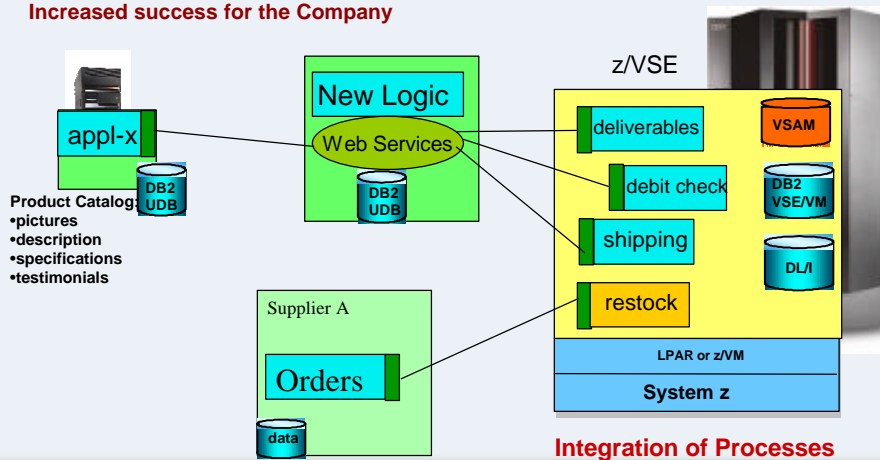 Increased success for the Company
z/VSE
New Logic
appl-x
Web Services
deliverables
VSAM
DB2
UDB
DB2
UDB
debit check
DB2
VSE/VM
Product Catalog:
•pictures
•description
•specifications
•testimonials
shipping
DL/I
Supplier A
restock
Orders
LPAR or z/VM
System z
data
Integration of Processes